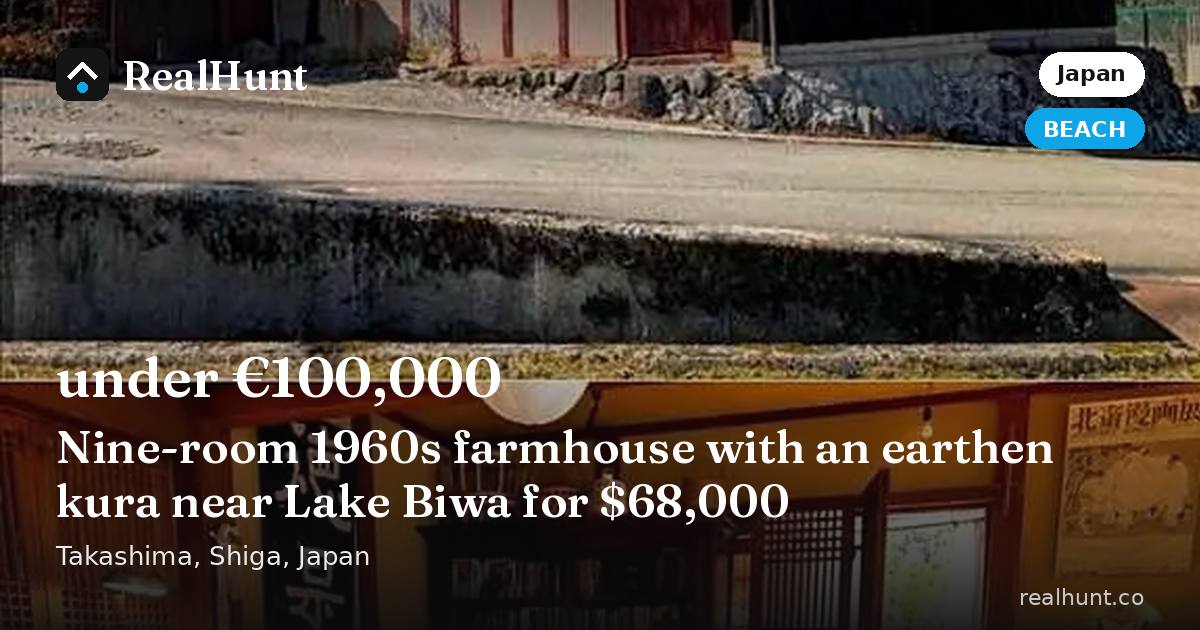 RealHunt
Japan
BEACH
under €100,000
Nine-room 1960s farmhouse with an earthen
kura near Lake Biwa for $68,000
Takashima, Shiga, Japan
realhunt.co